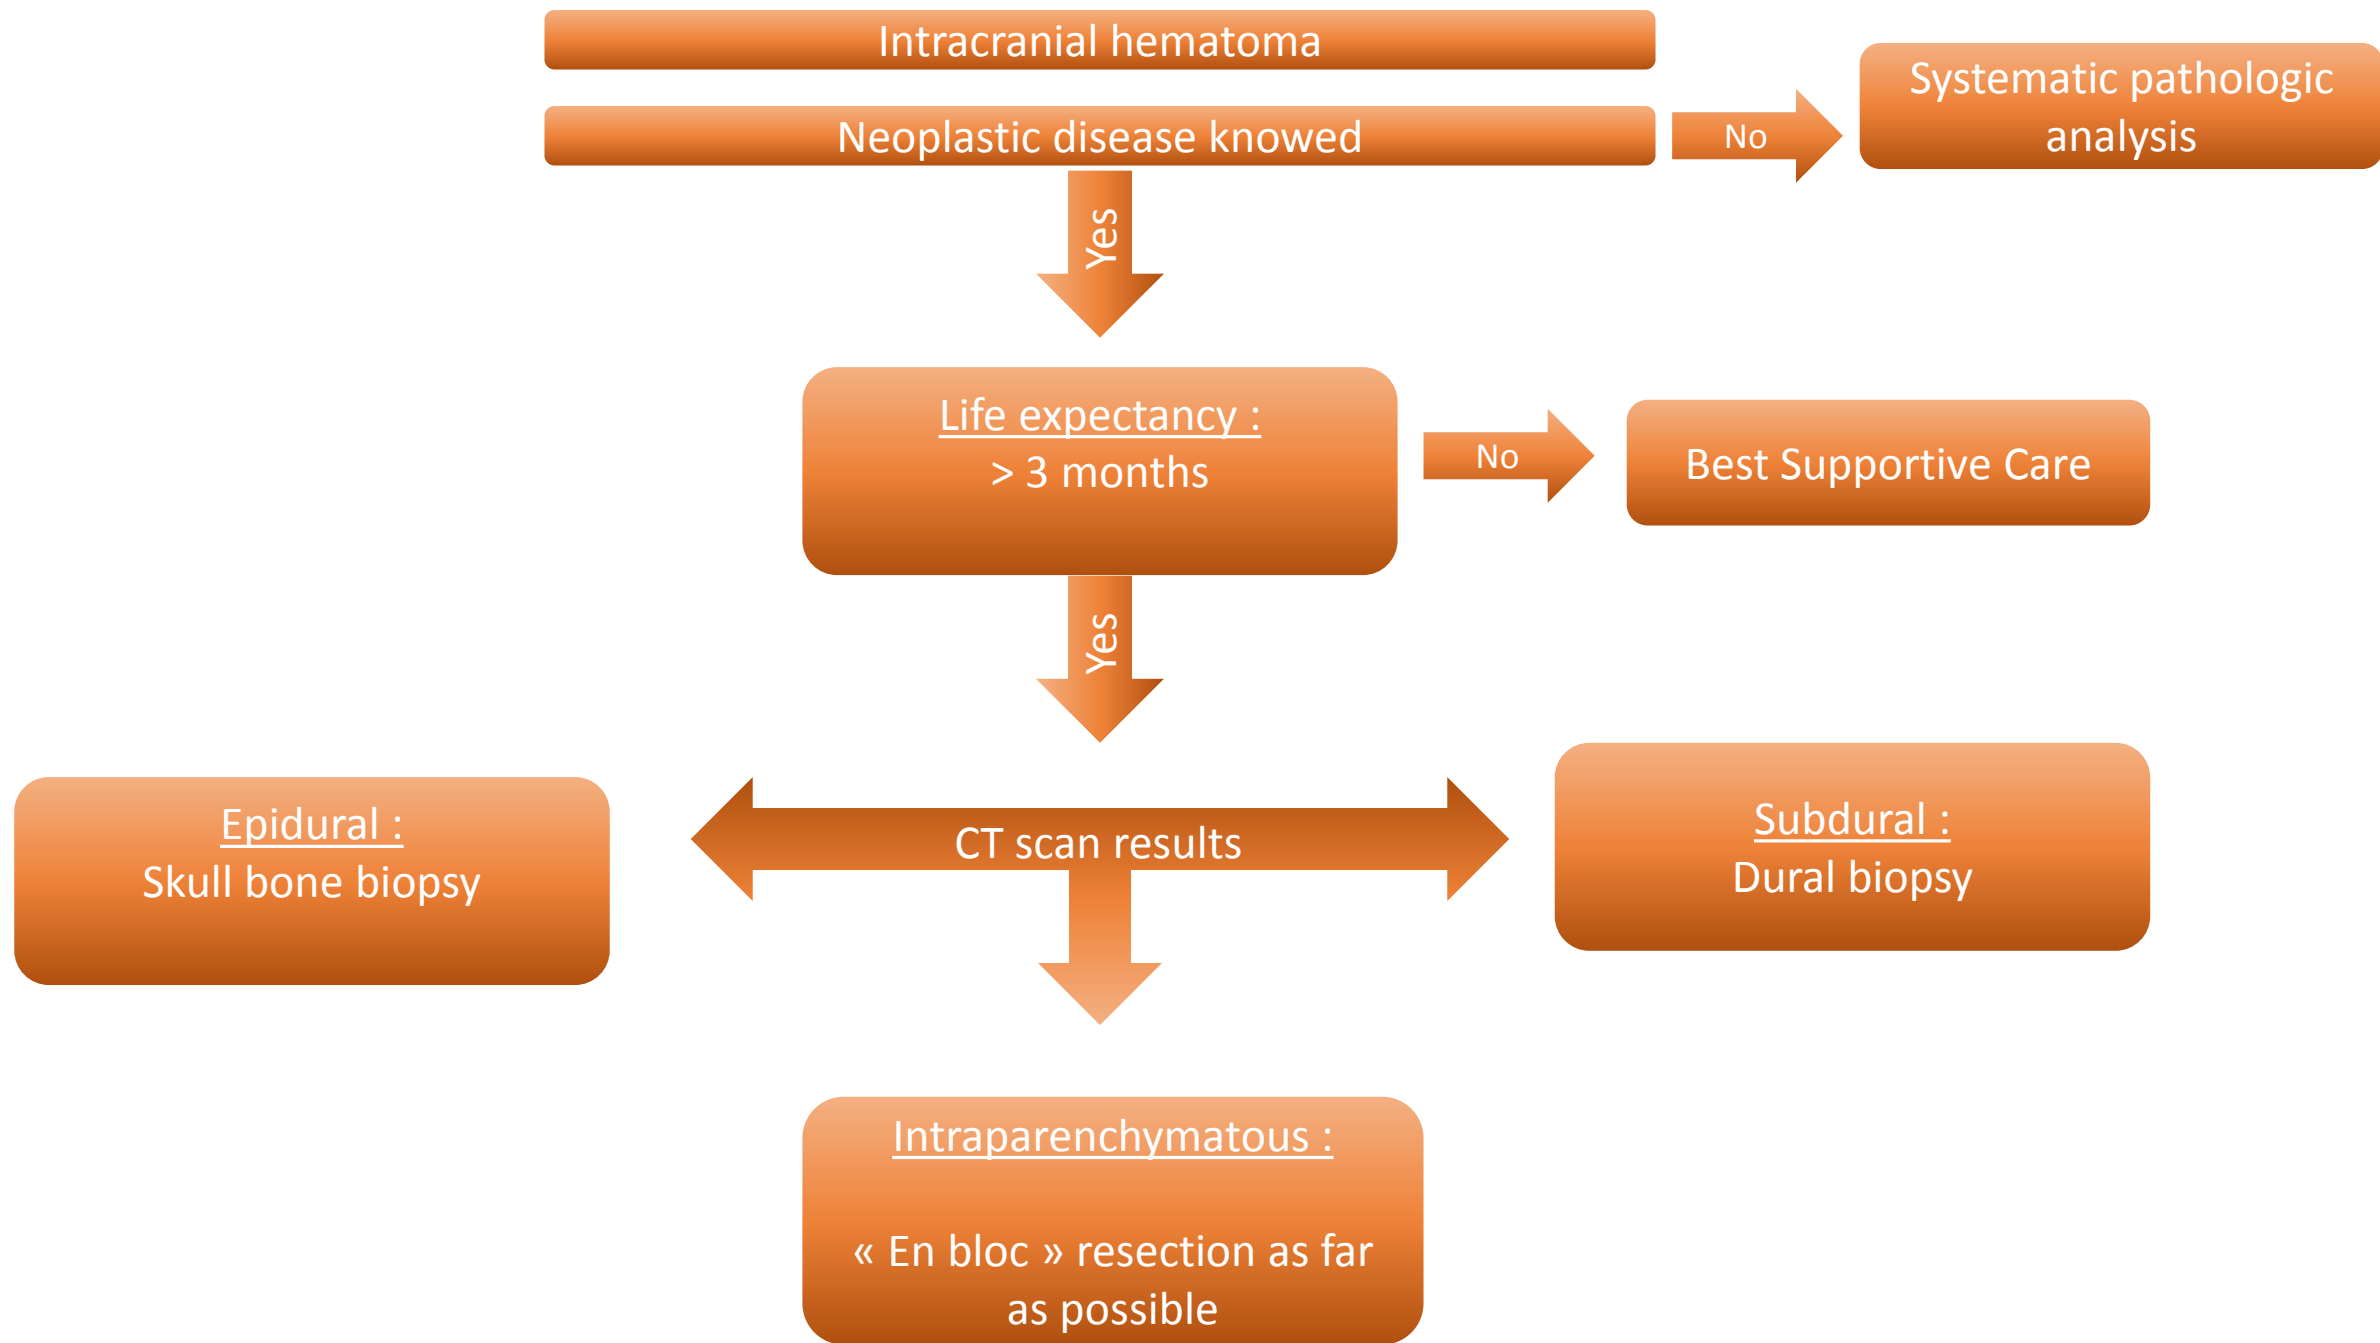 Intracranial hematoma
Neoplastic disease knowed
No
Systematic pathologic
analysis
Yes
Life expectancy :
> 3 months
No
Best Supportive Care
Yes
CT scan results
Epidural :
Skull bone biopsy
Subdural :
Dural biopsy
Intraparenchymatous :
« En bloc » resection as far
as possible